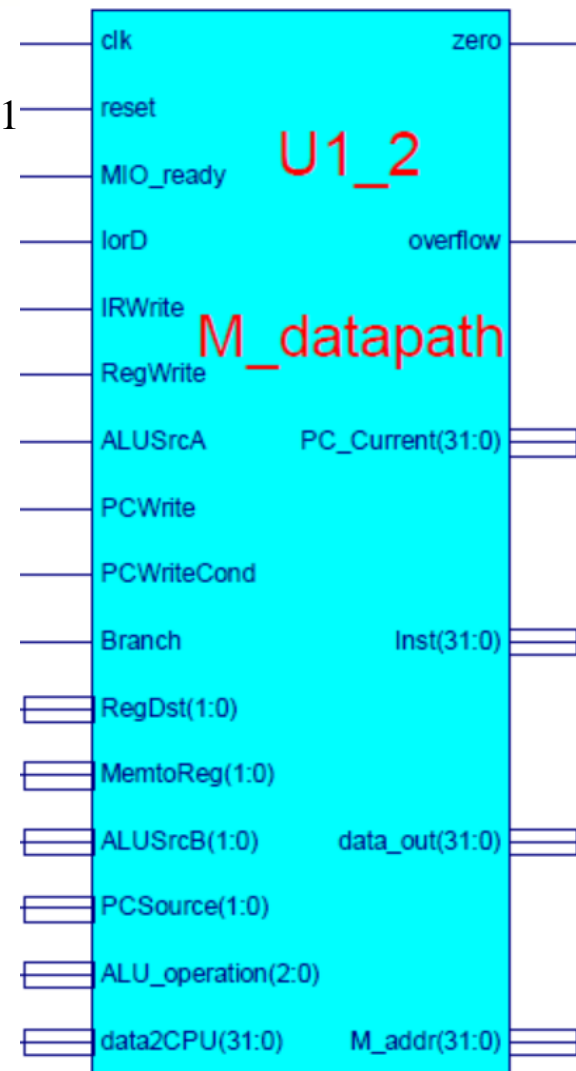 clk zero
1 reset
U1_2
MIO_ready
IorD overflow
IRWrite
M_datapath
RegWrite
ALUSrcA PC_Current(31:0)
PCWrite
PCWriteCond
Branch Inst(31:0)
RegDst(1:0)
MemtoReg(1:0)
ALUSrcB(1:0) data_out(31:0)
PCSource(1:0)
ALU_operation(2:0)
data2CPU(31:0) M_addr(31:0)